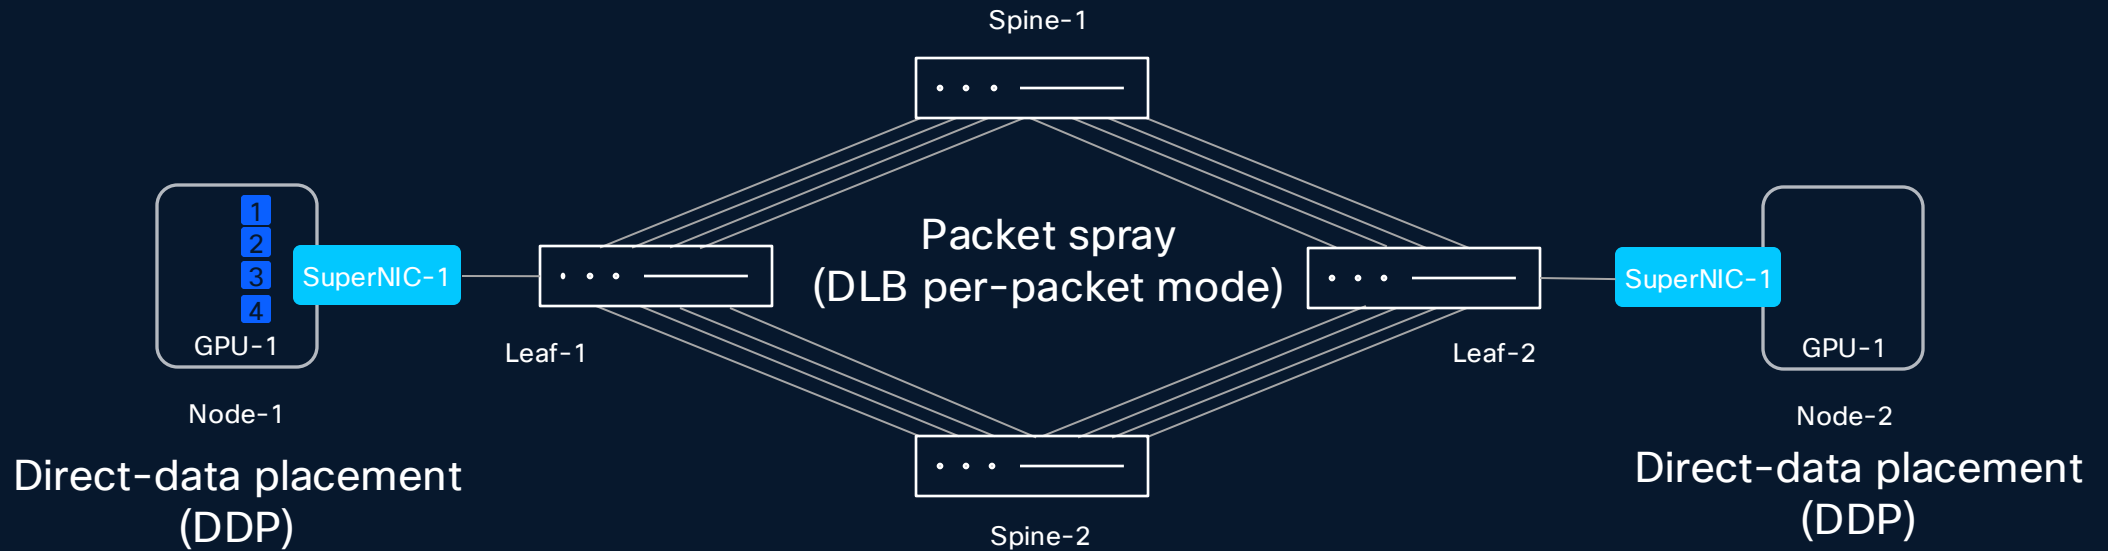 Spine-1
1
2
3
4
SuperNIC-1
GPU-1
Node-1
Direct-data placement
(DDP)
Leaf-1
Packet spray
(DLB per-packet mode)
Leaf-2
Spine-2
SuperNIC-1
GPU-1
Node-2
Direct-data placement
(DDP)